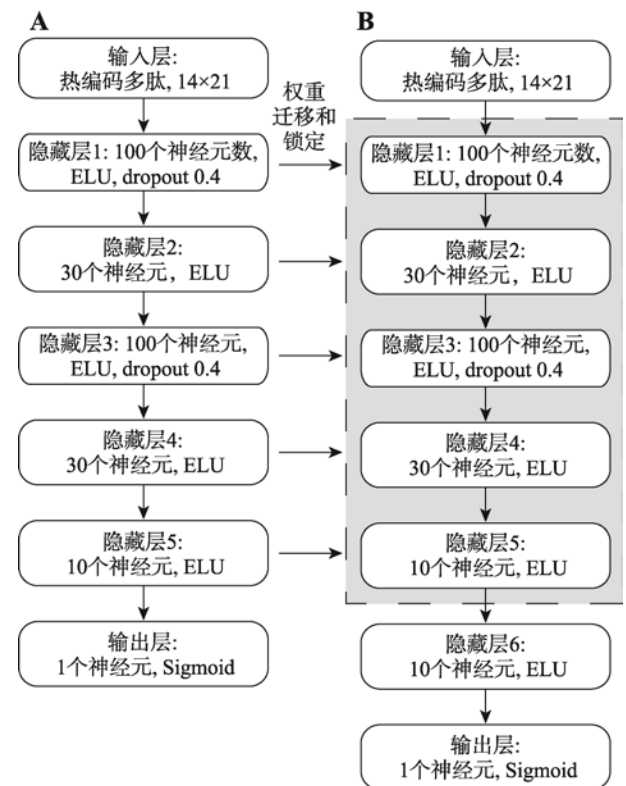 A
输入层:
热编码多肽, 14×21
隐藏层1: 100个神经元数,
ELU, dropout 0.4
隐藏层2:
30个神经元, ELU
隐藏层3: 100个神经元,
ELU, dropout 0.4
隐藏层4:
30个神经元, ELU
隐藏层5:
10个神经元, ELU
输出层:
1个神经元, Sigmoid
权重
迁移和
锁定
B
输入层:
热编码多肽, 14×21
隐藏层1: 100个神经元数,
ELU, dropout 0.4
隐藏层2:
30个神经元, ELU
隐藏层3: 100个神经元,
ELU, dropout 0.4
隐藏层4:
30个神经元, ELU
隐藏层5:
10个神经元, ELU
隐藏层6:
10个神经元, ELU
输出层:
1个神经元, Sigmoid